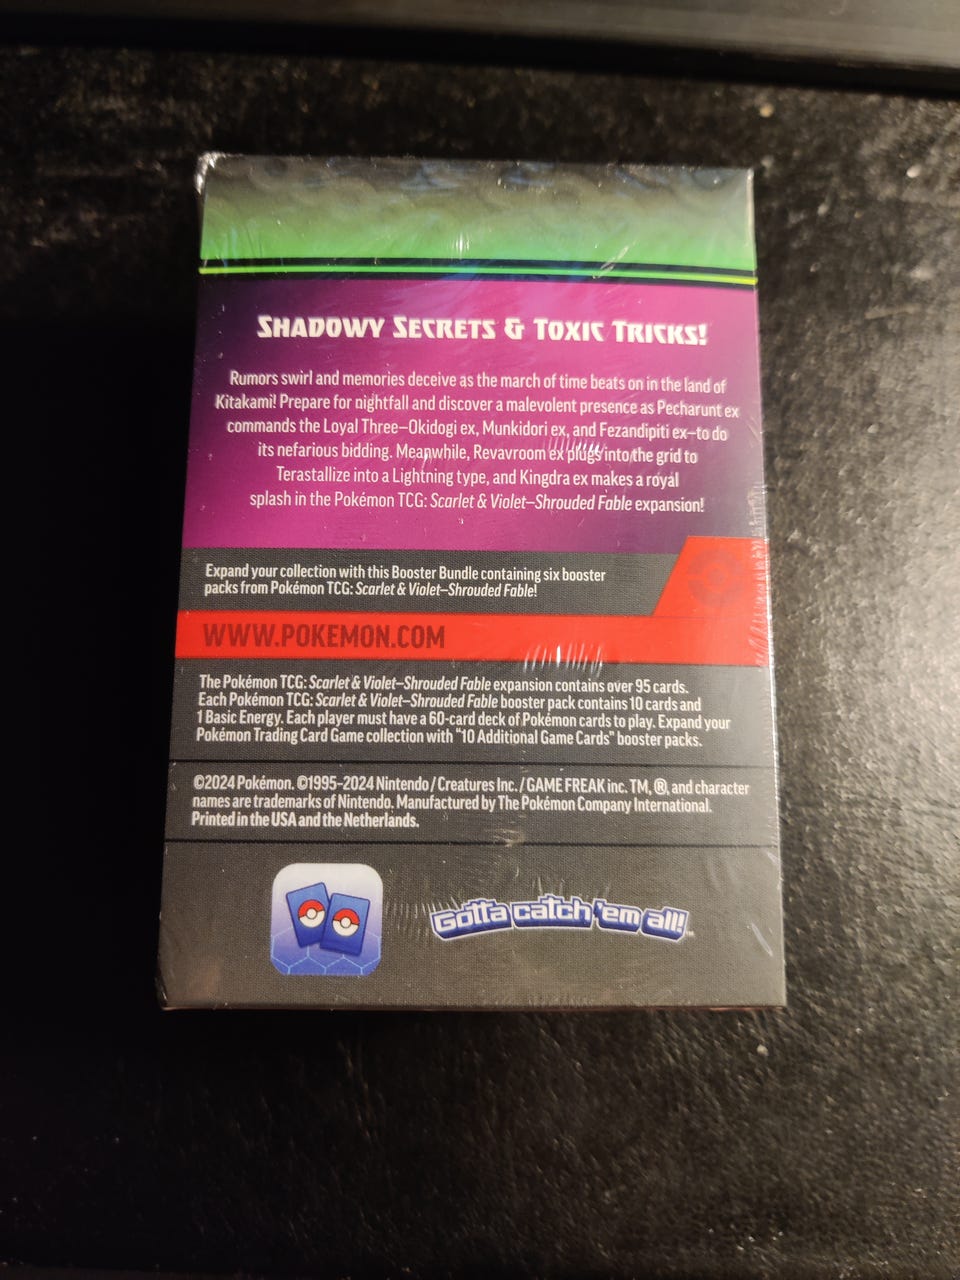 SHADOWY SECRETS & TOXIC TRICKS!
Rumors swirl and memories deceive as the march of time beats on in the land of
Kitakami! Prepare for nightfall and discover a malevolent presence as Pecharunt ex
commands the Loyal Three—Okidogi ex, Munkidori ex, and Fezandipiti ex—to do
its nefarious bidding. Meanwhile, Revavroom ex plugs into the grid to
Terastallize into a Lightning type, and Kingdra ex makes a royal
splash in the Pokémon TCG: Scarlet & Violet—Shrouded Fable expansion!
Expand your collection with this Booster Bundle containing six booster
packs from Pokémon TCG: Scarlet & Violet—Shrouded Fable!
WWW.POKEMON.COM
The Pokémon TCG: Scarlet & Violet—Shrouded Fable expansion contains over 95 cards.
Each Pokémon TCG: Scarlet & Violet—Shrouded Fable booster pack contains 10 cards and
1 Basic Energy. Each player must have a 60-card deck of Pokémon cards to play. Expand your
Pokémon Trading Card Game collection with "10 Additional Game Cards" booster packs.
©2024 Pokémon. ©1995–2024 Nintendo / Creatures Inc. / GAME FREAK inc. TM, ®, and character
names are trademarks of Nintendo. Manufactured by The Pokémon Company International.
Printed in the USA and the Netherlands.
Gotta catch 'em all!™